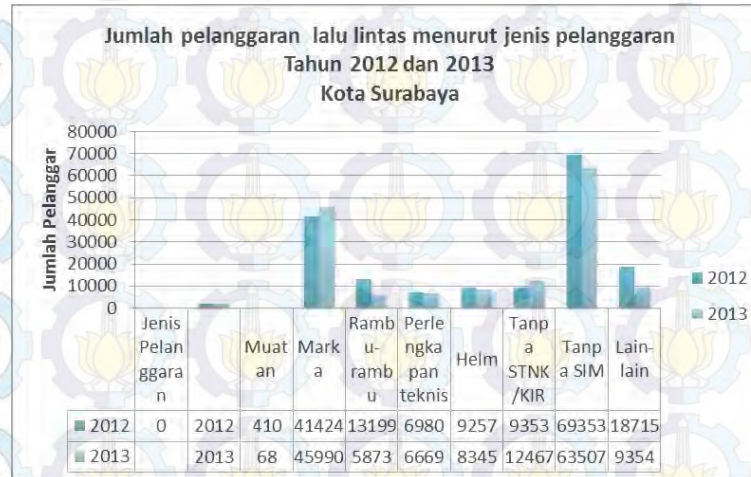 Jumlah pelanggaran lalu lintas menurut jenis pelanggaran
Tahun 2012 dan 2013
Kota Surabaya
Jumlah Pelanggar
80000
70000
60000
50000
40000
30000
20000
10000
0
2012
2013
Jenis Pelanggaran Muatan Marka Rambu-rambu Perlengkapan teknis Helm Tanpa STNK/KIR Tanpa SIM Lain-lain
2012 0 2012 410 41424 13199 6980 9257 9353 69353 18715
2013 2013 68 45990 5873 6669 8345 12467 63507 9354